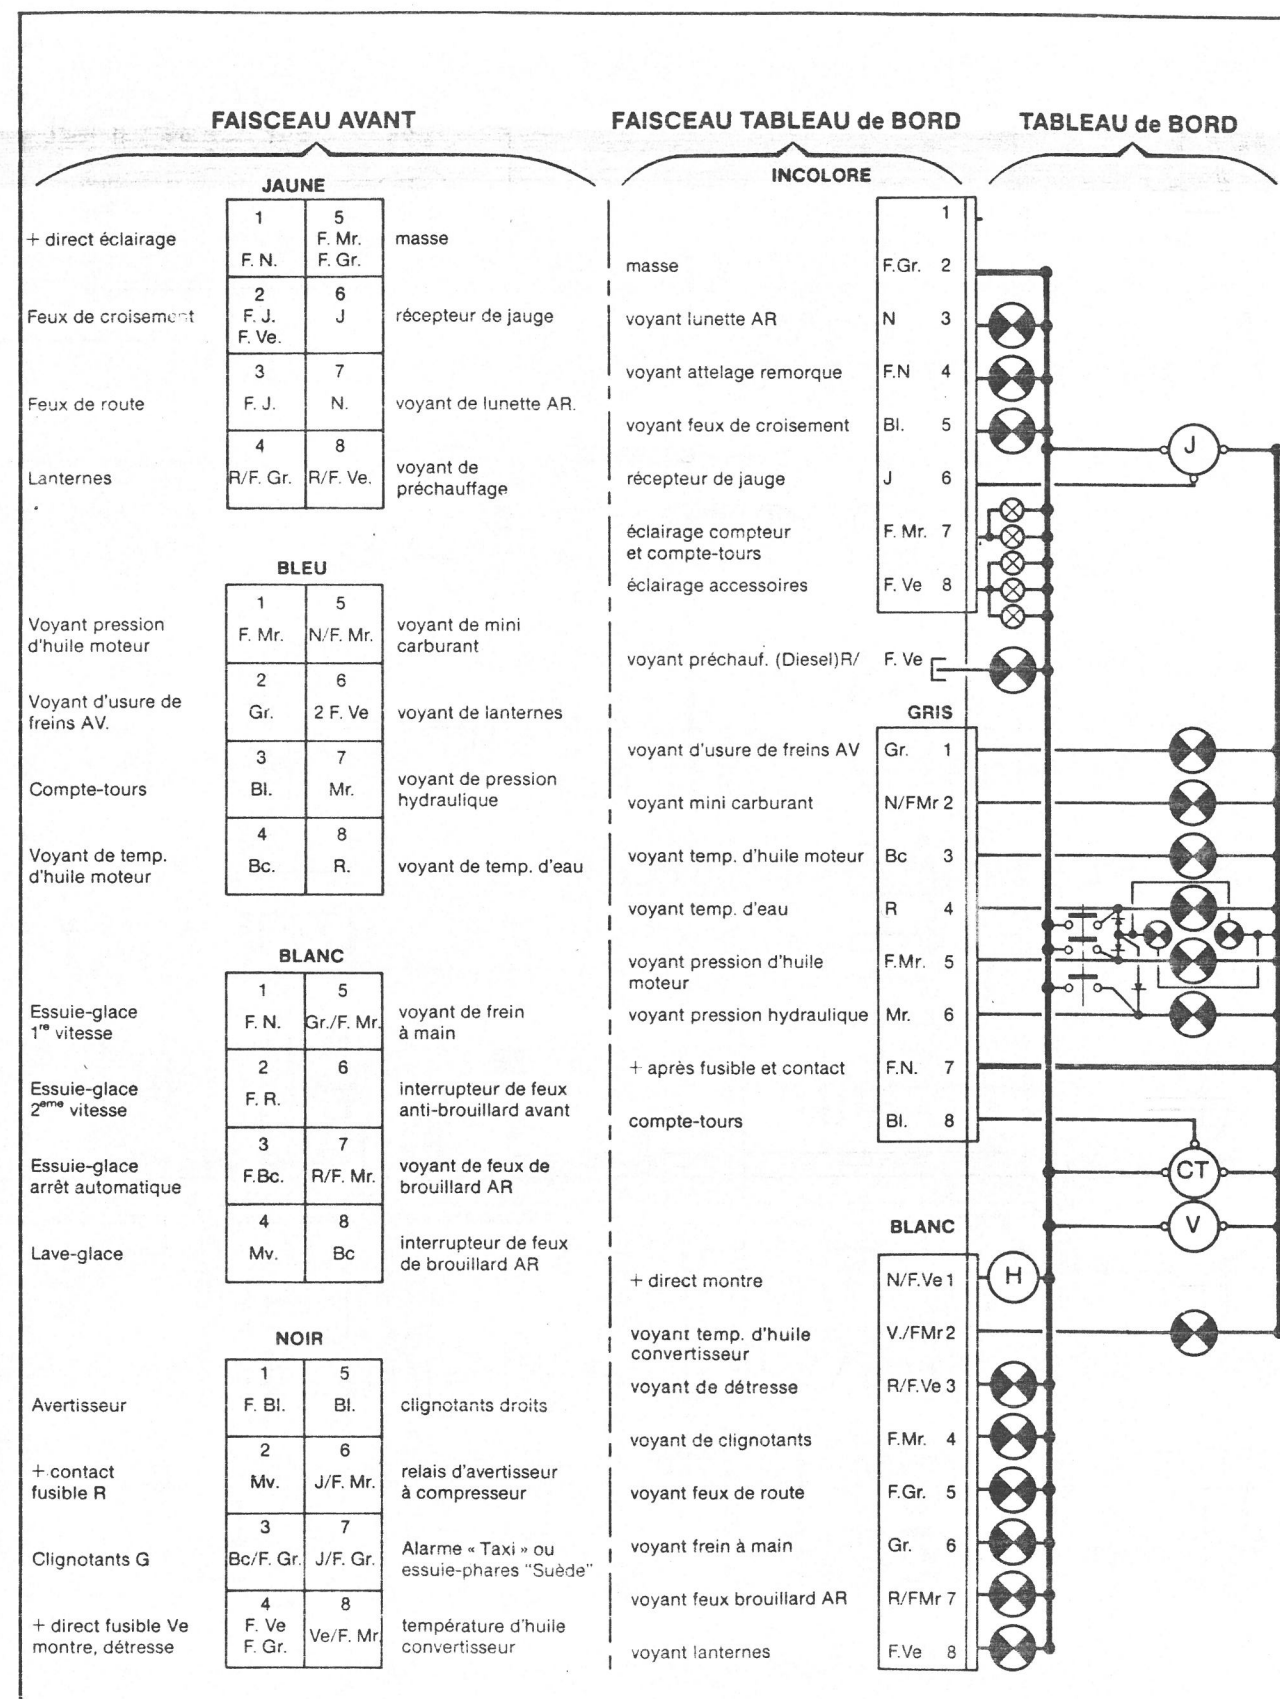 FAISCEAU AVANT
JAUNE
+ direct éclairage
1
F. N.
5
F. Mr.
F. Gr.
masse
Feux de croisement
2
F. J.
F. Ve.
6
J
récepteur de jauge
Feux de route
3
F. J.
7
N.
voyant de lunette AR.
Lanternes
4
R/F. Gr.
8
R/F. Ve.
voyant de
préchauffage
BLEU
Voyant pression
d'huile moteur
1
F. Mr.
5
N/F. Mr.
voyant de mini
carburant
Voyant d'usure de
freins AV.
2
Gr.
6
2 F. Ve
voyant de lanternes
Compte-tours
3
Bl.
7
Mr.
voyant de pression
hydraulique
Voyant de temp.
d'huile moteur
4
Bc.
8
R.
voyant de temp. d'eau
BLANC
Essuie-glace
1re vitesse
1
F. N.
5
Gr./F. Mr.
voyant de frein
à main
Essuie-glace
2eme vitesse
2
F. R.
6
interrupteur de feux
anti-brouillard avant
Essuie-glace
arrêt automatique
3
F.Bc.
7
R/F. Mr.
voyant de feux de
brouillard AR
Lave-glace
4
Mv.
8
Bc
interrupteur de feux
de brouillard AR
NOIR
Avertisseur
1
F. Bl.
5
Bl.
clignotants droits
+ contact
fusible R
2
Mv.
6
J/F. Mr.
relais d'avertisseur
à compresseur
Clignotants G
3
Bc/F. Gr.
7
J/F. Gr.
Alarme « Taxi » ou
essuie-phares "Suède"
+ direct fusible Ve
montre, détresse
4
F. Ve
F. Gr.
8
Ve/F. Mr
température d'huile
convertisseur
FAISCEAU TABLEAU de BORD
INCOLORE
1
masse F.Gr. 2
voyant lunette AR N 3
voyant attelage remorque F.N 4
voyant feux de croisement Bl. 5
récepteur de jauge J 6
éclairage compteur
et compte-tours F. Mr. 7
éclairage accessoires F. Ve 8
voyant préchauf. (Diesel)R/ F. Ve
GRIS
voyant d'usure de freins AV Gr. 1
voyant mini carburant N/FMr 2
voyant temp. d'huile moteur Bc 3
voyant temp. d'eau R 4
voyant pression d'huile
moteur F.Mr. 5
voyant pression hydraulique Mr. 6
+ après fusible et contact F.N. 7
compte-tours Bl. 8
BLANC
+ direct montre N/F.Ve 1
voyant temp. d'huile
convertisseur V./FMr 2
voyant de détresse R/F.Ve 3
voyant de clignotants F.Mr. 4
voyant feux de route F.Gr. 5
voyant frein à main Gr. 6
voyant feux brouillard AR R/FMr 7
voyant lanternes F.Ve 8
TABLEAU de BORD
J
CT
V
H